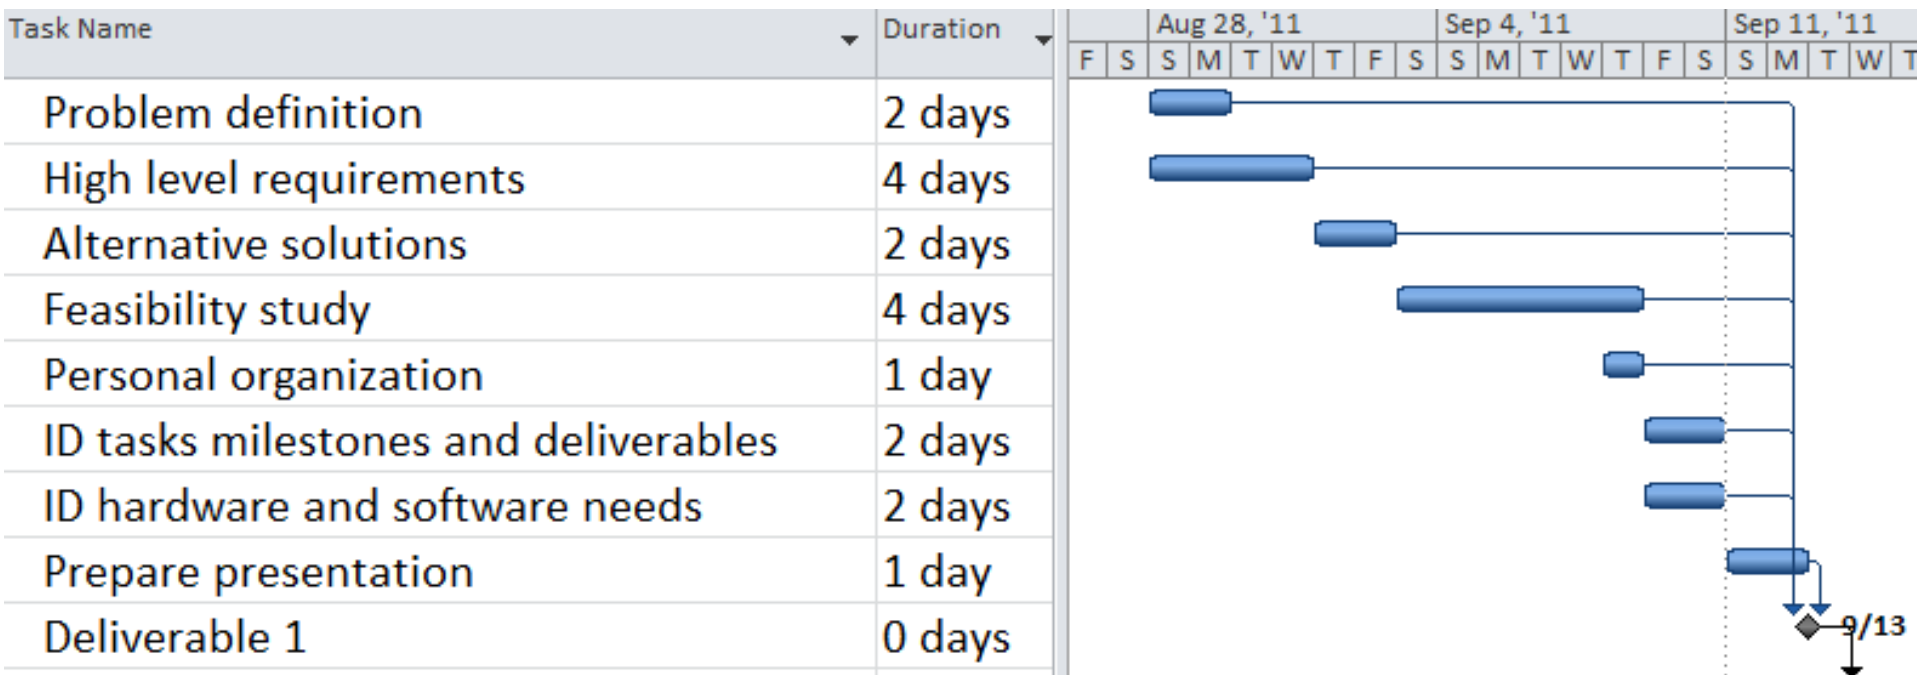 Task Name Duration Aug 28, '11 Sep 4, '11 Sep 11, '11
F S S M T W T F S S M T W T F S S M T W T
Problem definition 2 days
High level requirements 4 days
Alternative solutions 2 days
Feasibility study 4 days
Personal organization 1 day
ID tasks milestones and deliverables 2 days
ID hardware and software needs 2 days
Prepare presentation 1 day
Deliverable 1 0 days 9/13